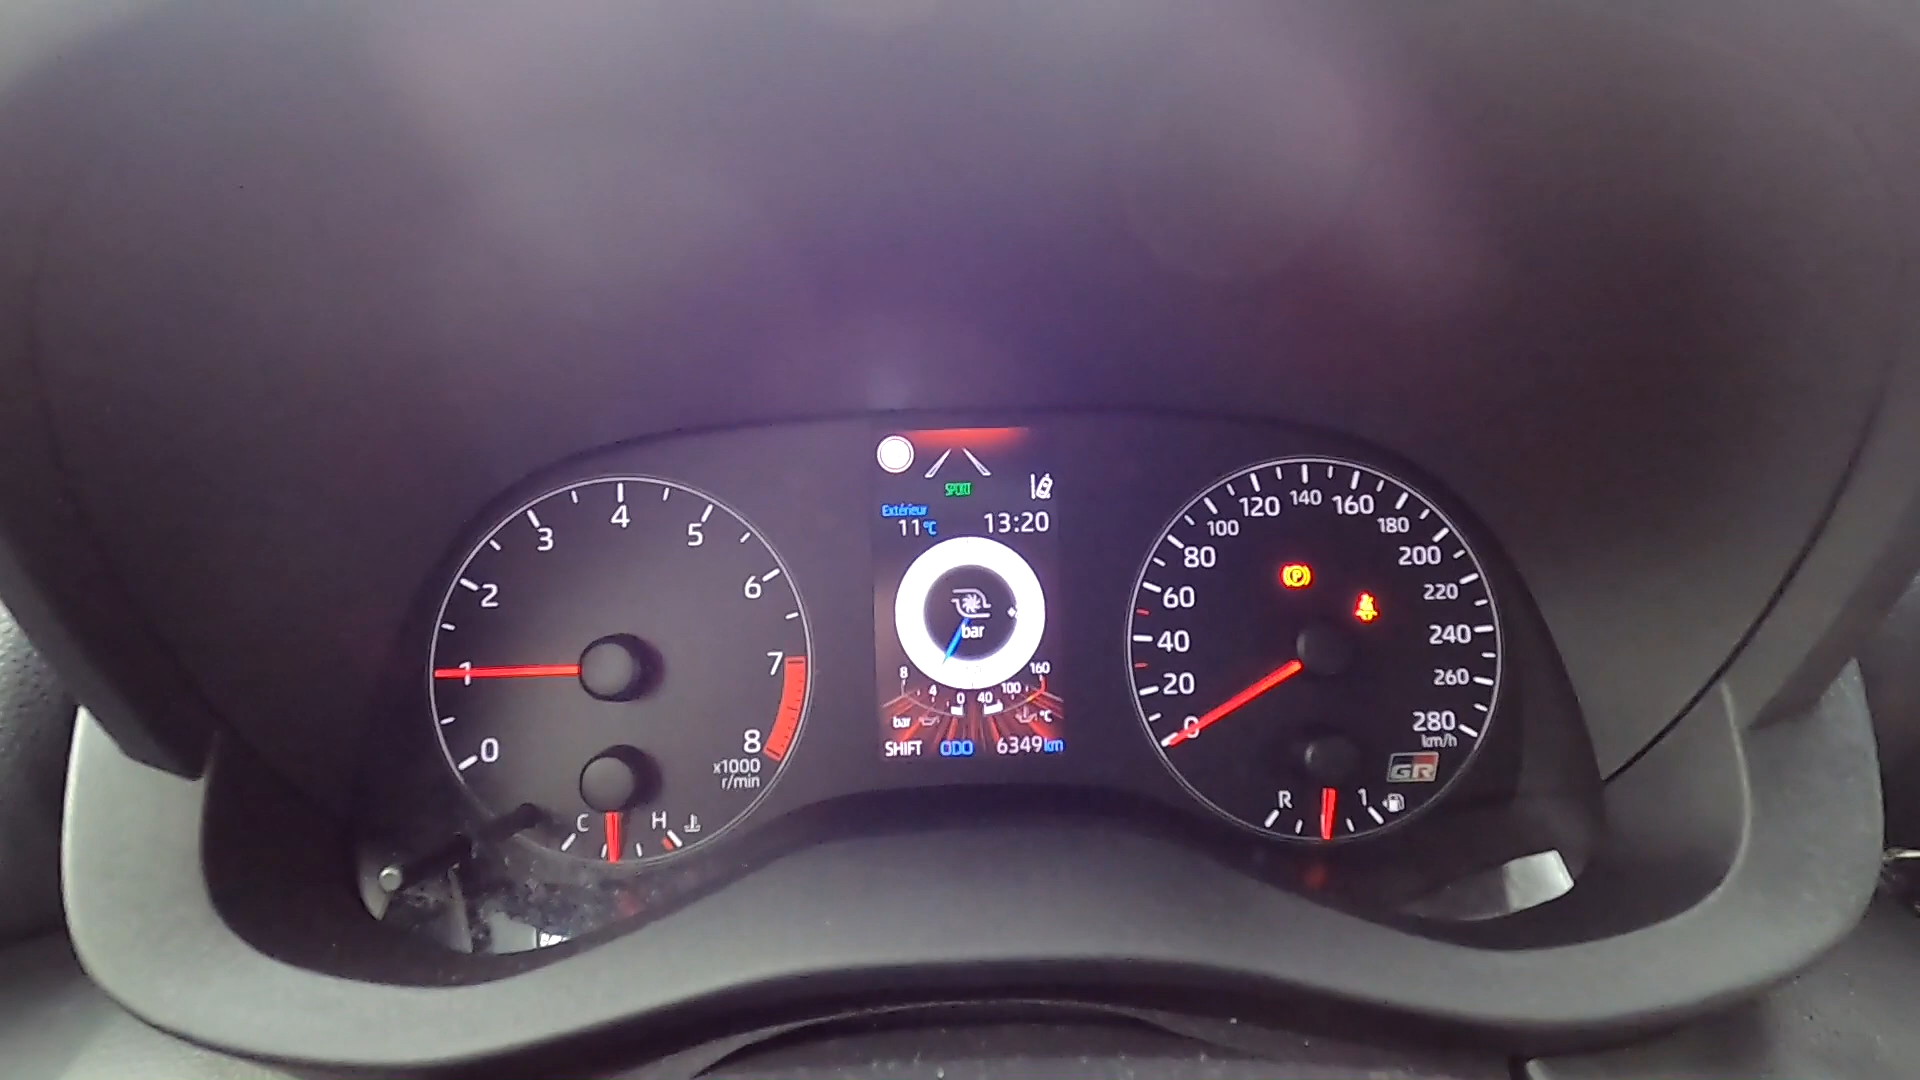 0
1
2
3
4
5
6
7
8
x1000
r/min
C
H
SPORT
Extérieur
11°C
13:20
bar
8
4
0
40
100
160
bar
°C
SHIFT
ODO
6349km
0
20
40
60
80
100
120
140
160
180
200
220
240
260
280
km/h
P
GR
R
1